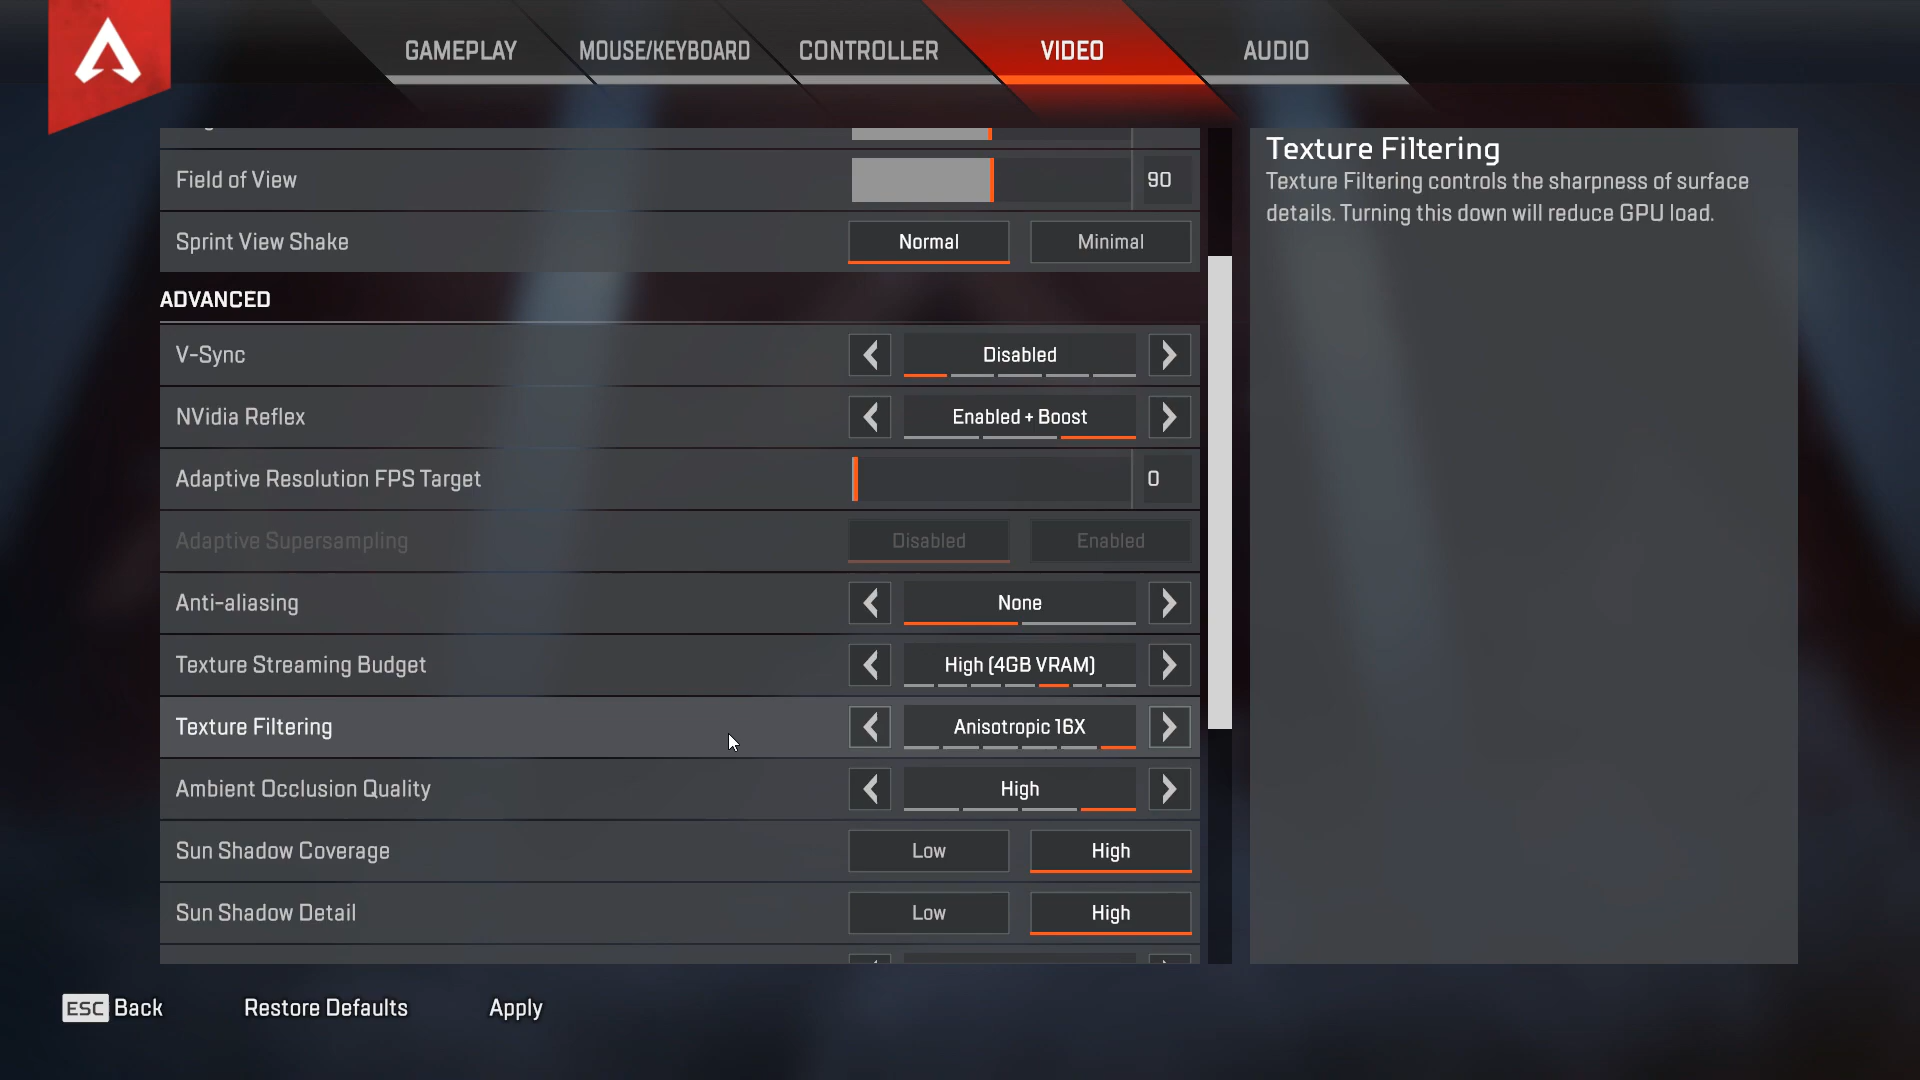 GAMEPLAY MOUSE/KEYBOARD CONTROLLER VIDEO AUDIO
Field of View 90
Sprint View Shake Normal Minimal
ADVANCED
V-Sync Disabled
NVidia Reflex Enabled + Boost
Adaptive Resolution FPS Target 0
Adaptive Supersampling Disabled Enabled
Anti-aliasing None
Texture Streaming Budget High (4GB VRAM)
Texture Filtering Anisotropic 16X
Ambient Occlusion Quality High
Sun Shadow Coverage Low High
Sun Shadow Detail Low High
Texture Filtering
Texture Filtering controls the sharpness of surface
details. Turning this down will reduce GPU load.
ESC Back Restore Defaults Apply